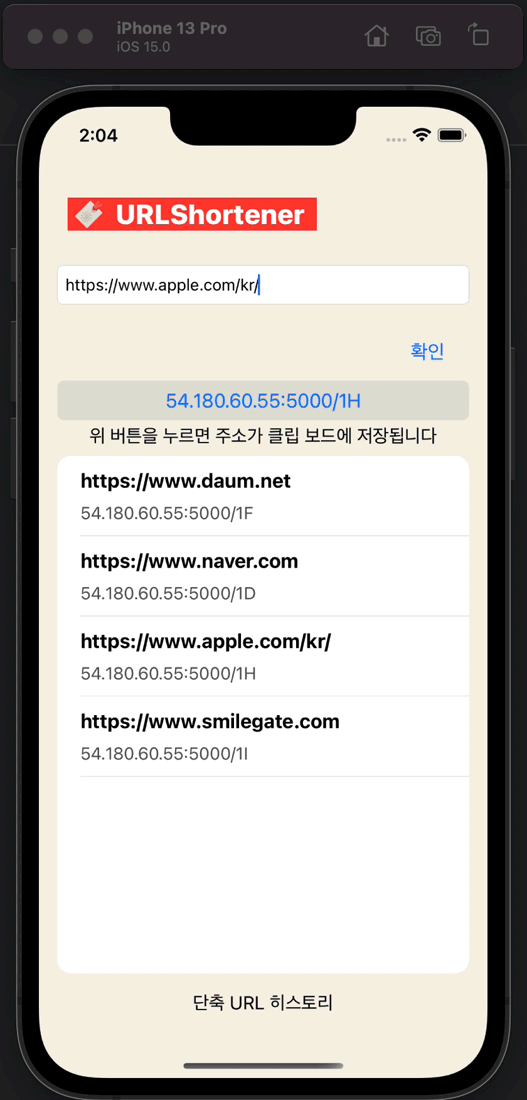 iPhone 13 Pro
iOS 15.0
2:04
URLShortener
https://www.apple.com/kr/
확인
54.180.60.55:5000/1H
위 버튼을 누르면 주소가 클립 보드에 저장됩니다
https://www.daum.net
54.180.60.55:5000/1F
https://www.naver.com
54.180.60.55:5000/1D
https://www.apple.com/kr/
54.180.60.55:5000/1H
https://www.smilegate.com
54.180.60.55:5000/1I
단축 URL 히스토리